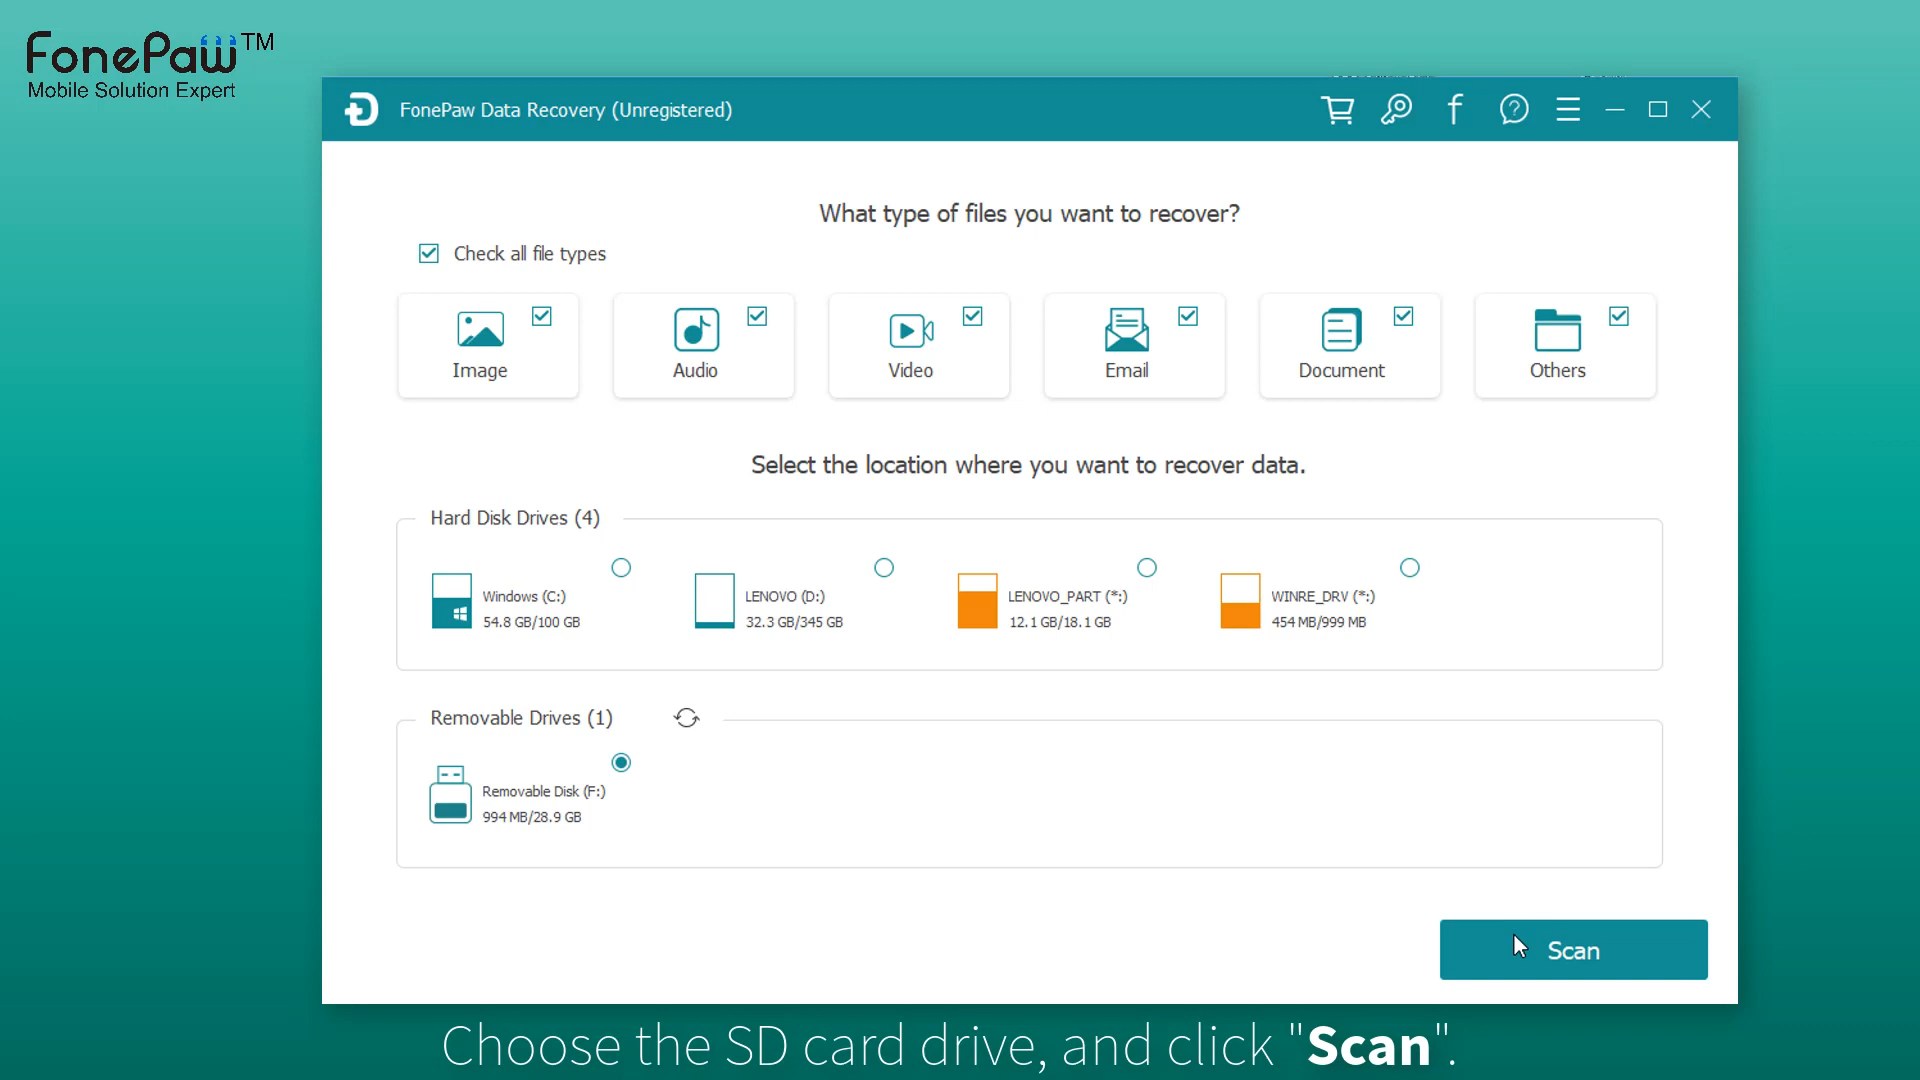 FonePaw™
Mobile Solution Expert
FonePaw Data Recovery (Unregistered)
What type of files you want to recover?
Check all file types
Image
Audio
Video
Email
Document
Others
Select the location where you want to recover data.
Hard Disk Drives (4)
Windows (C:)
54.8 GB/100 GB
LENOVO (D:)
32.3 GB/345 GB
LENOVO_PART (*:)
12.1 GB/18.1 GB
WINRE_DRV (*:)
454 MB/999 MB
Removable Drives (1)
Removable Disk (F:)
994 MB/28.9 GB
Scan
Choose the SD card drive, and click "Scan".